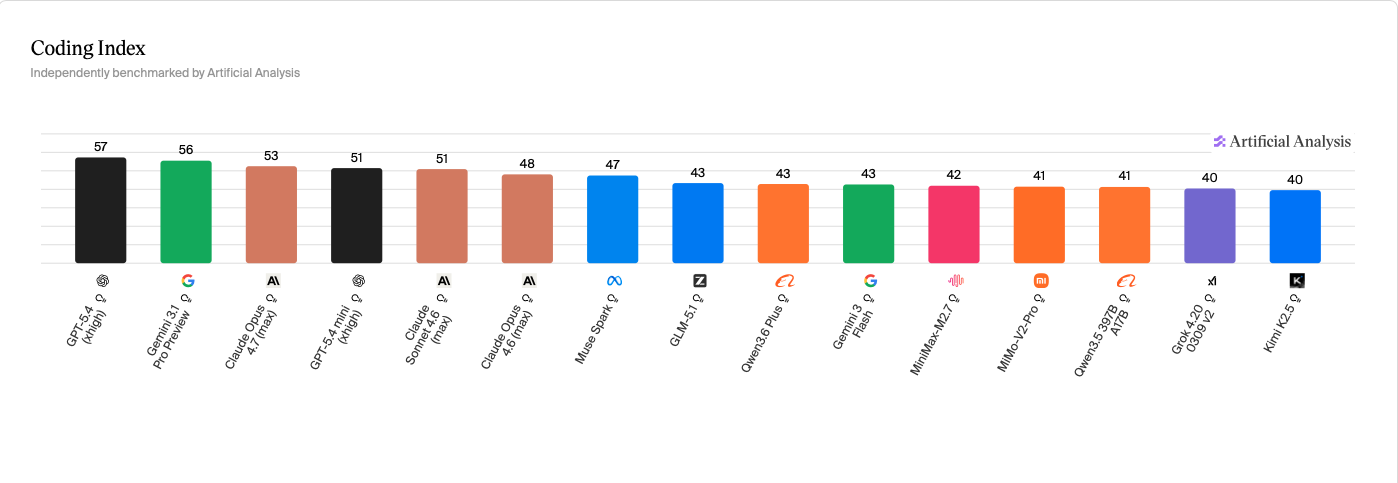 Coding Index
Independently benchmarked by Artificial Analysis
Artificial Analysis
57
56
53
51
51
48
47
43
43
43
42
41
41
40
40
GPT-5.4
(xhigh)
Gemini 3.1
Pro Preview
Claude Opus
4.7 (max)
GPT-5.4 mini
(xhigh)
Claude
Sonnet 4.6
(max)
Claude Opus
4.6 (max)
Muse Spark
GLM-5.1
Qwen3.6 Plus
Gemini 3
Flash
MiniMax-M2.7
MiMo-V2-Pro
Qwen3.5 397B
A17B
Grok 4.20
0309 v2
Kimi K2.5